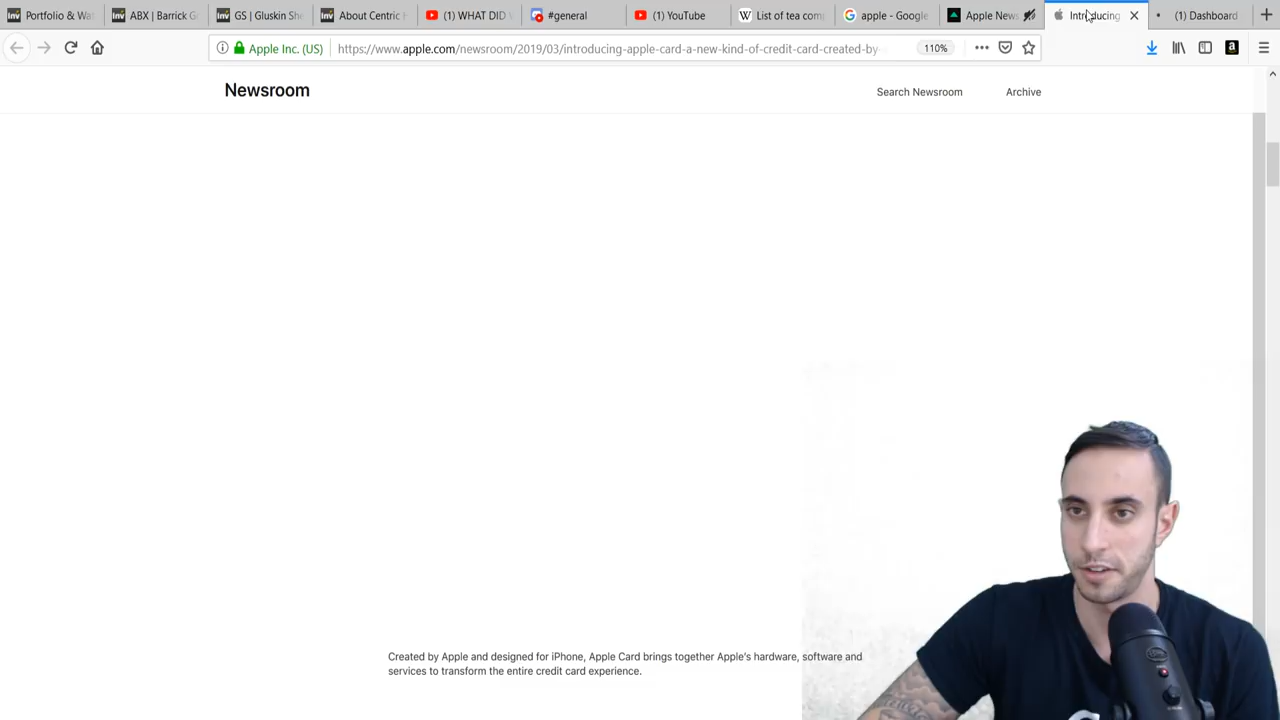 Portfolio & Wa
ABX | Barrick G
GS | Gluskin She
About Centric H
(1) WHAT DID
#general
(1) YouTube
W List of tea com
apple - Google
Apple News
Introducing
(1) Dashboard
Apple Inc. (US)
https://www.apple.com/newsroom/2019/03/introducing-apple-card-a-new-kind-of-credit-card-created-by-
110%
Newsroom
Search Newsroom
Archive
Created by Apple and designed for iPhone, Apple Card brings together Apple’s hardware, software and
services to transform the entire credit card experience.